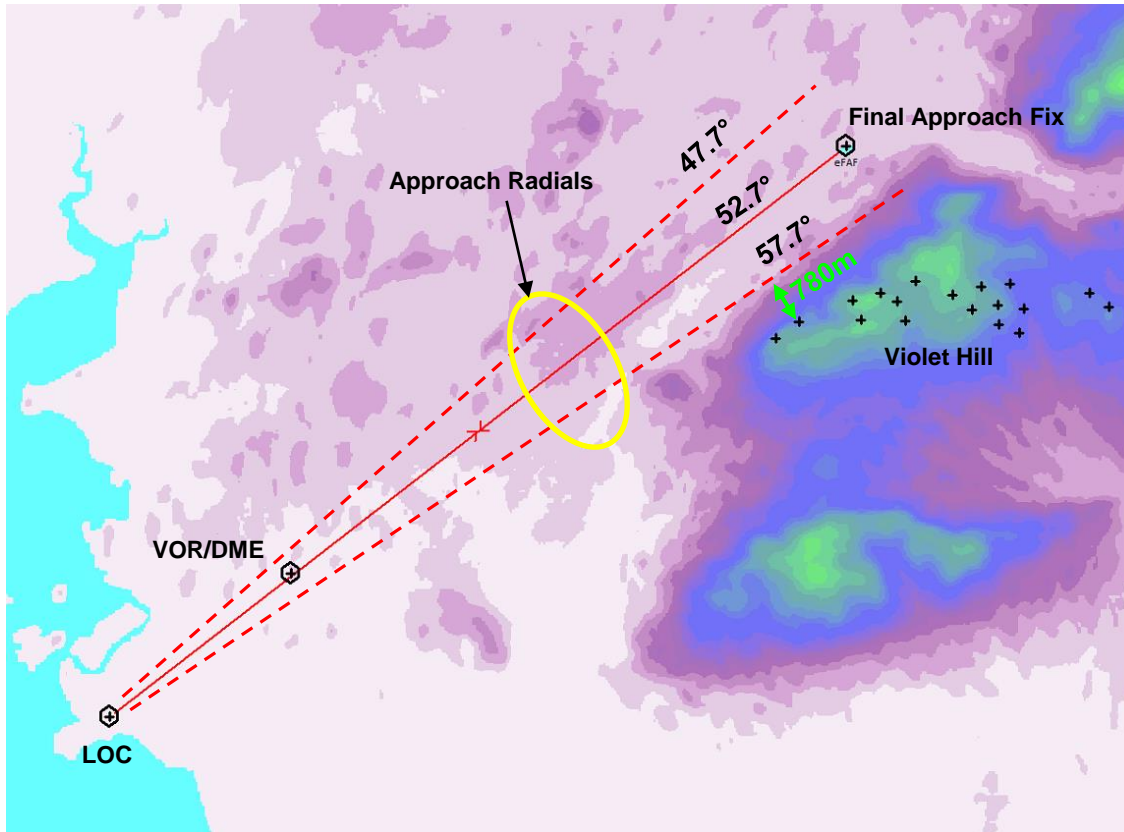 Final Approach Fix
eFAF
47.7°
Approach Radials
52.7°
57.7°
780m
Violet Hill
VOR/DME
LOC